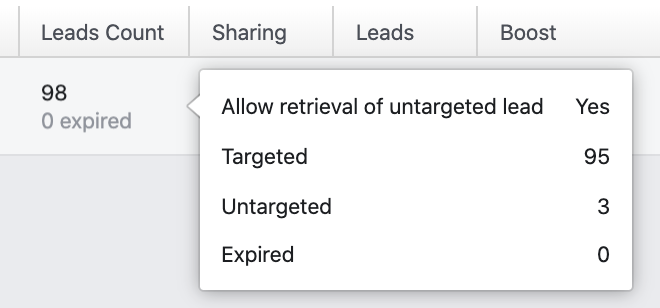 Leads Count Sharing Leads Boost
98
0 expired
Allow retrieval of untargeted lead Yes
Targeted 95
Untargeted 3
Expired 0